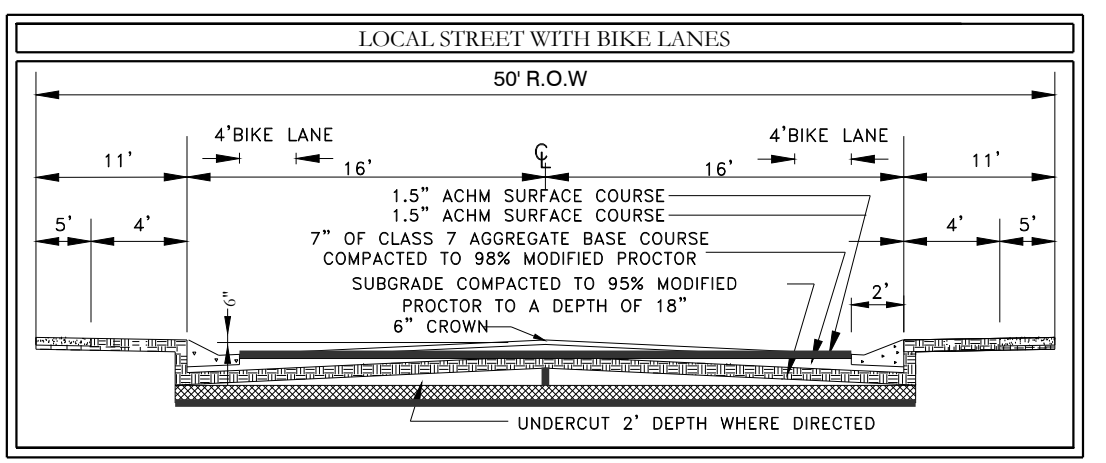 LOCAL STREET WITH BIKE LANES
50' R.O.W
4'BIKE LANE
4'BIKE LANE
11'
16'
℄
16'
11'
1.5" ACHM SURFACE COURSE
1.5" ACHM SURFACE COURSE
5'
4'
4'
5'
7" OF CLASS 7 AGGREGATE BASE COURSE
COMPACTED TO 98% MODIFIED PROCTOR
SUBGRADE COMPACTED TO 95% MODIFIED
PROCTOR TO A DEPTH OF 18"
2'
6"
6" CROWN
UNDERCUT 2' DEPTH WHERE DIRECTED